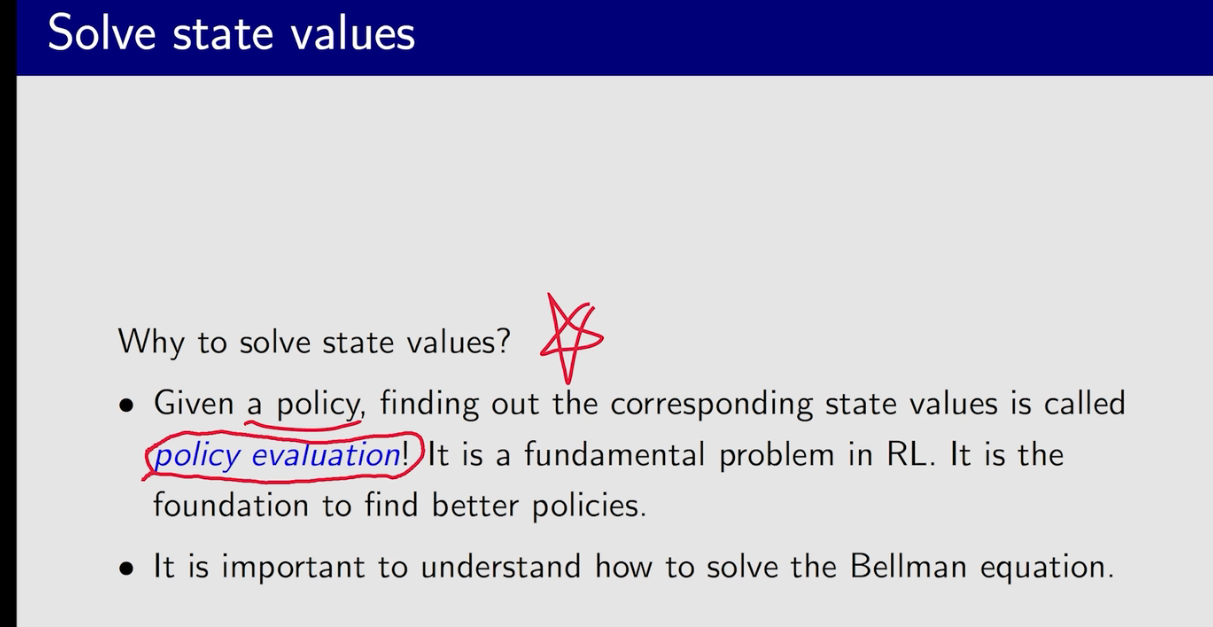 Solve state values
Why to solve state values?
• Given a policy, finding out the corresponding state values is called
policy evaluation! It is a fundamental problem in RL. It is the
foundation to find better policies.
• It is important to understand how to solve the Bellman equation.